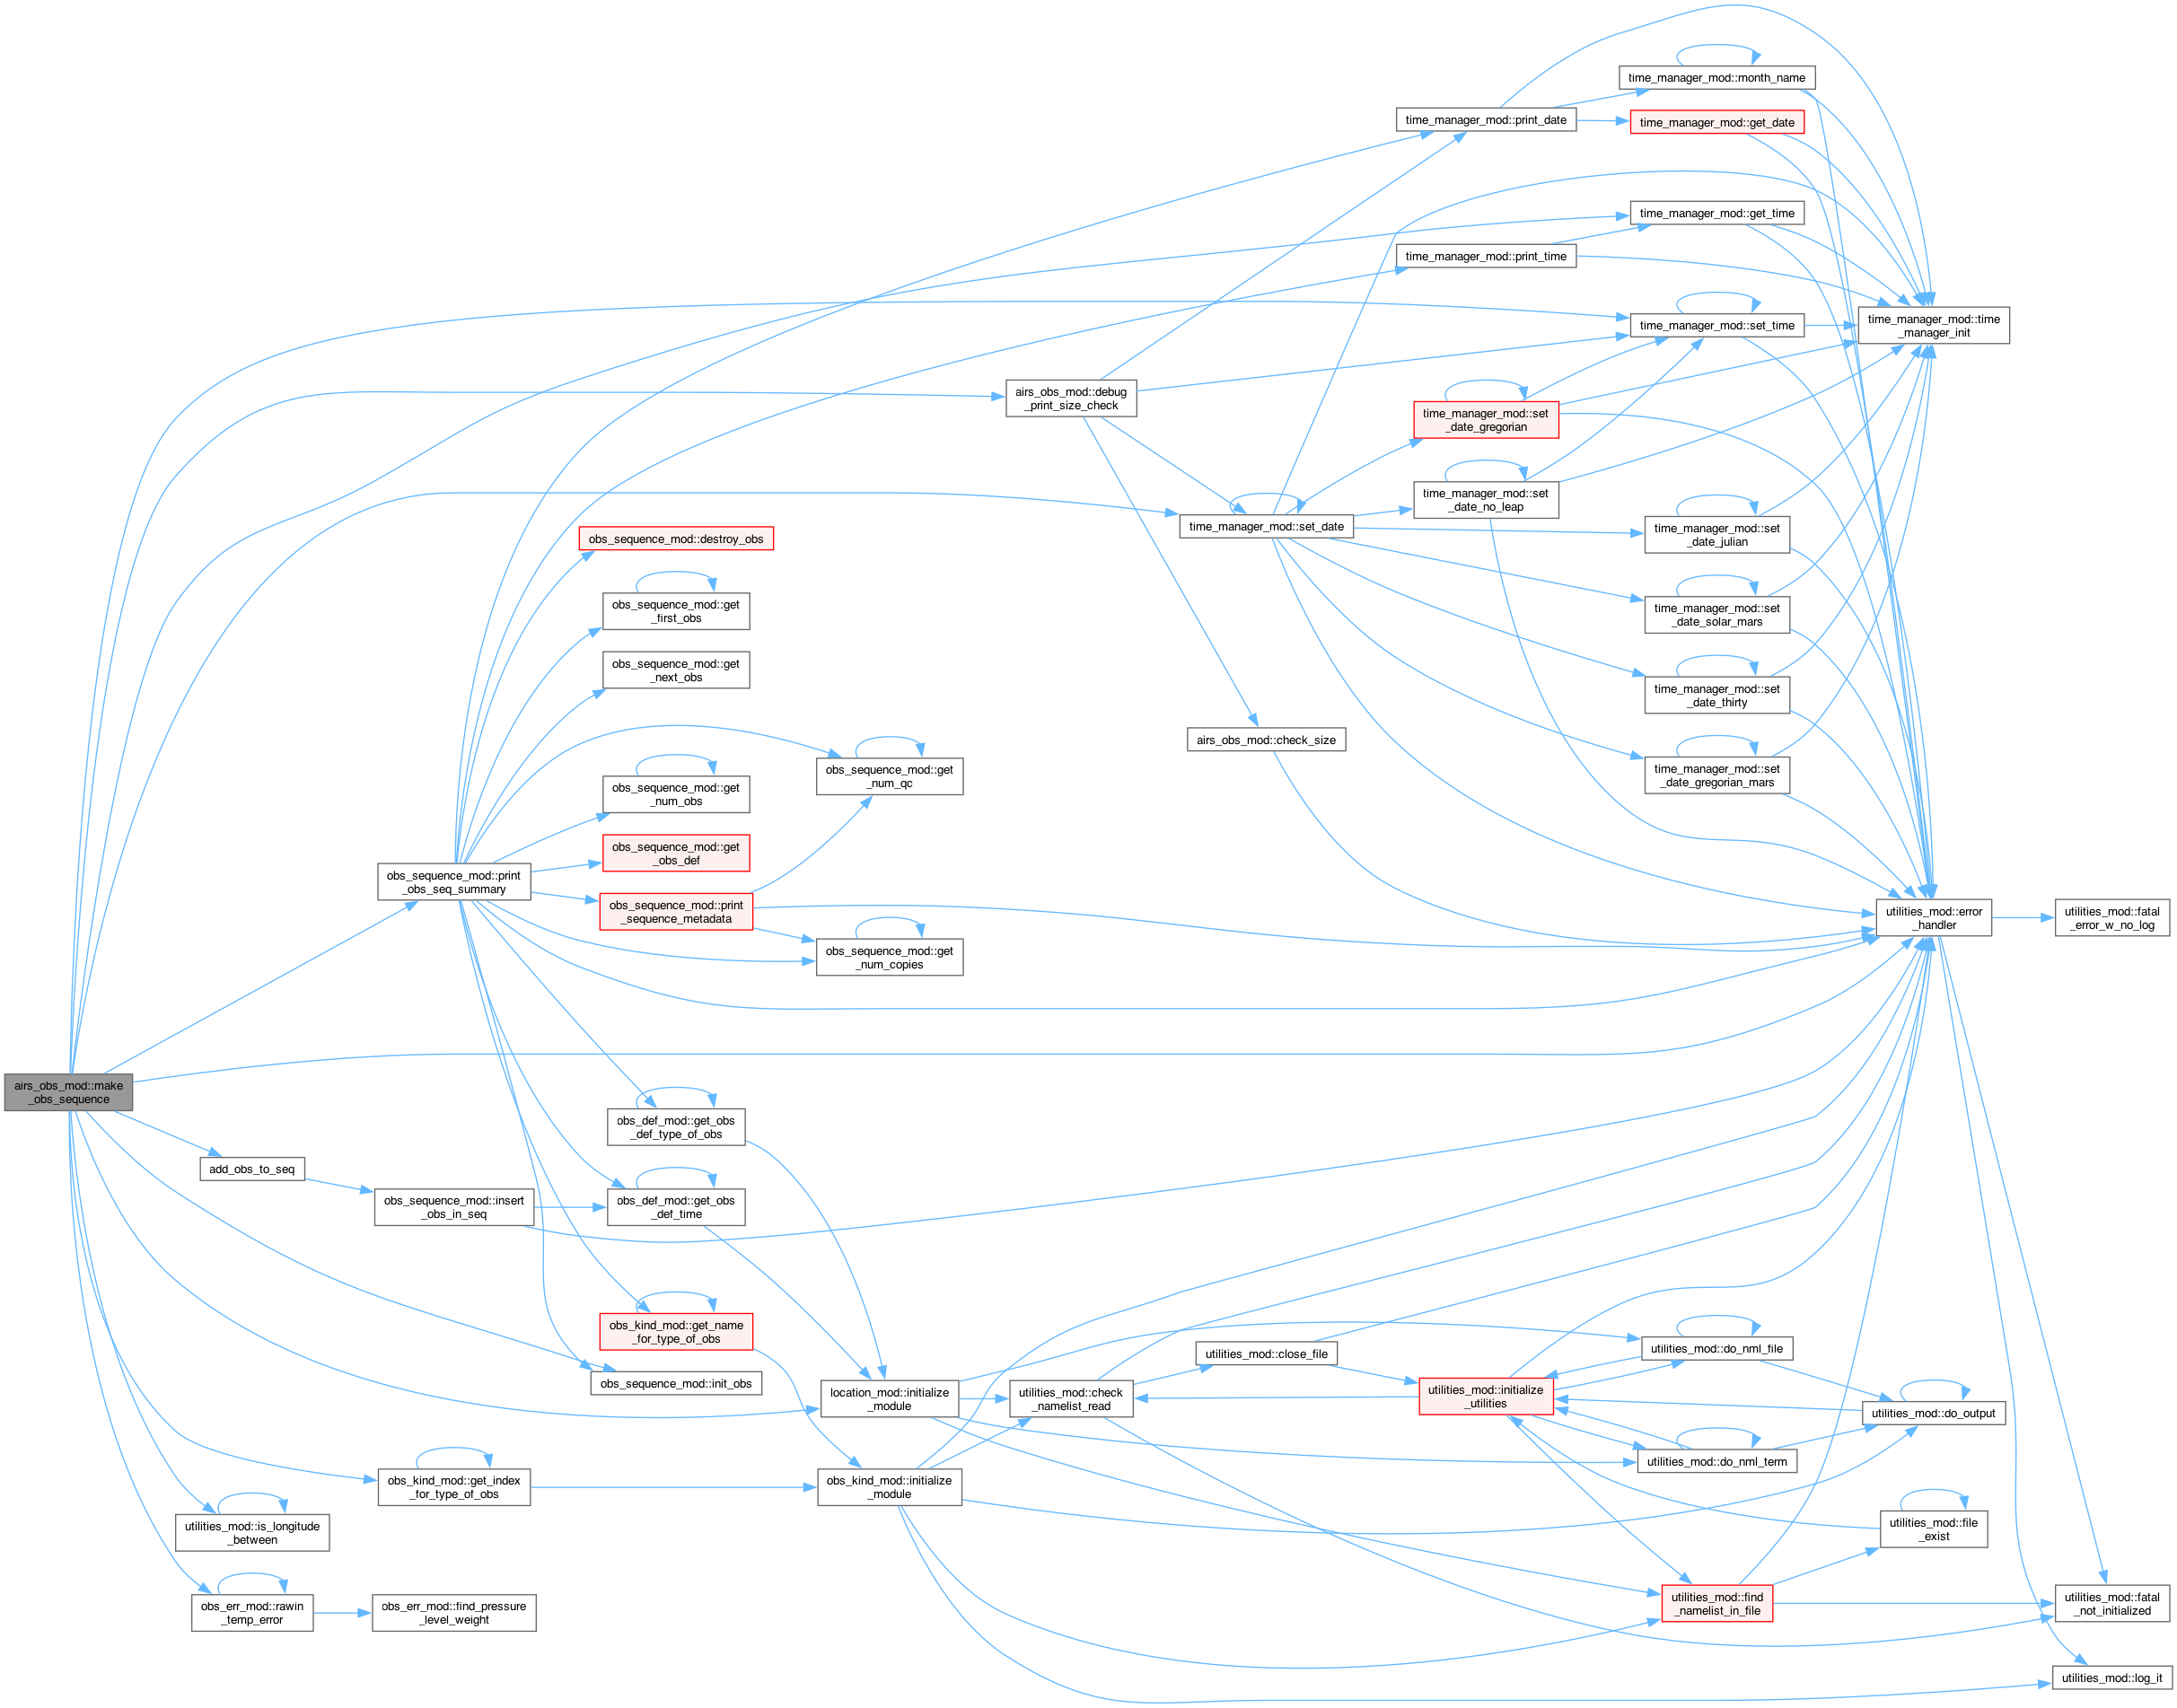 airs_obs_mod::make
_obs_sequence
add_obs_to_seq
utilities_mod::is_longitude
_between
obs_err_mod::rawin
_temp_error
obs_sequence_mod::print
_obs_seq_summary
obs_sequence_mod::insert
_obs_in_seq
obs_kind_mod::get_index
_for_type_of_obs
obs_err_mod::find_pressure
_level_weight
obs_sequence_mod::destroy_obs
obs_sequence_mod::get
_first_obs
obs_sequence_mod::get
_next_obs
obs_sequence_mod::get
_num_obs
obs_sequence_mod::get
_obs_def
obs_sequence_mod::print
_sequence_metadata
obs_def_mod::get_obs
_def_type_of_obs
obs_def_mod::get_obs
_def_time
obs_kind_mod::get_name
_for_type_of_obs
obs_sequence_mod::init_obs
obs_sequence_mod::get
_num_qc
obs_sequence_mod::get
_num_copies
location_mod::initialize
_module
obs_kind_mod::initialize
_module
airs_obs_mod::debug
_print_size_check
utilities_mod::check
_namelist_read
time_manager_mod::set_date
airs_obs_mod::check_size
utilities_mod::close_file
time_manager_mod::print_date
time_manager_mod::print_time
time_manager_mod::set
_date_gregorian
time_manager_mod::set
_date_no_leap
utilities_mod::initialize
_utilities
time_manager_mod::month_name
time_manager_mod::get_date
time_manager_mod::get_time
time_manager_mod::set_time
time_manager_mod::set
_date_julian
time_manager_mod::set
_date_solar_mars
time_manager_mod::set
_date_thirty
time_manager_mod::set
_date_gregorian_mars
utilities_mod::do_nml_file
utilities_mod::do_nml_term
utilities_mod::find
_namelist_in_file
time_manager_mod::time
_manager_init
utilities_mod::error
_handler
utilities_mod::do_output
utilities_mod::file
_exist
utilities_mod::fatal
_error_w_no_log
utilities_mod::fatal
_not_initialized
utilities_mod::log_it